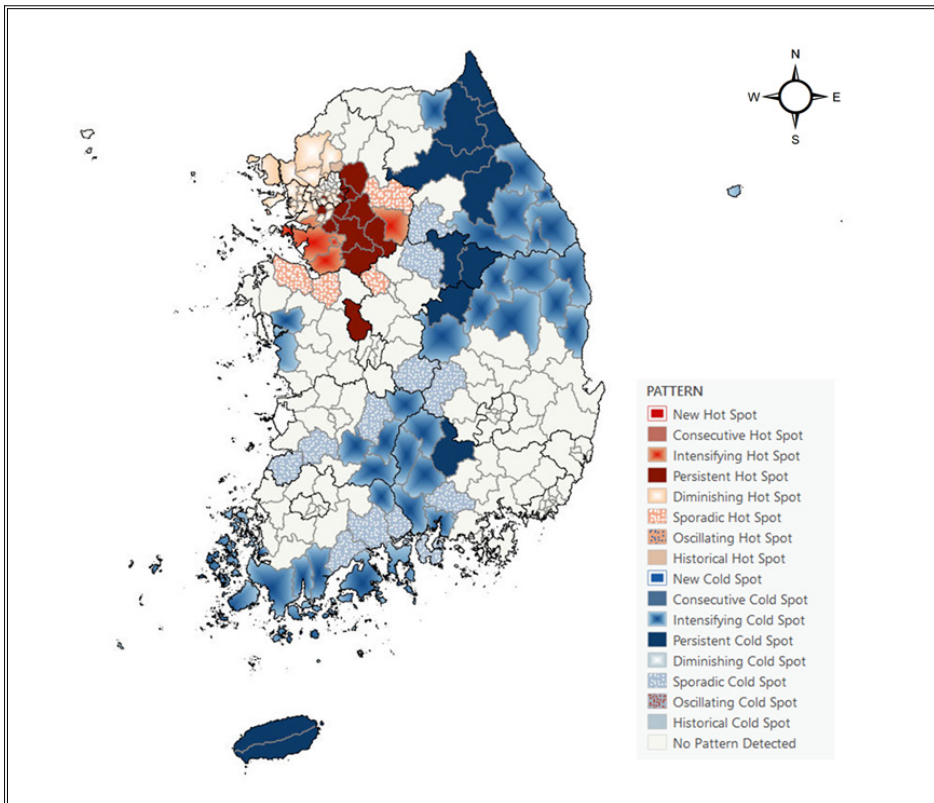 N
W
E
S
PATTERN
New Hot Spot
Consecutive Hot Spot
Intensifying Hot Spot
Persistent Hot Spot
Diminishing Hot Spot
Sporadic Hot Spot
Oscillating Hot Spot
Historical Hot Spot
New Cold Spot
Consecutive Cold Spot
Intensifying Cold Spot
Persistent Cold Spot
Diminishing Cold Spot
Sporadic Cold Spot
Oscillating Cold Spot
Historical Cold Spot
No Pattern Detected